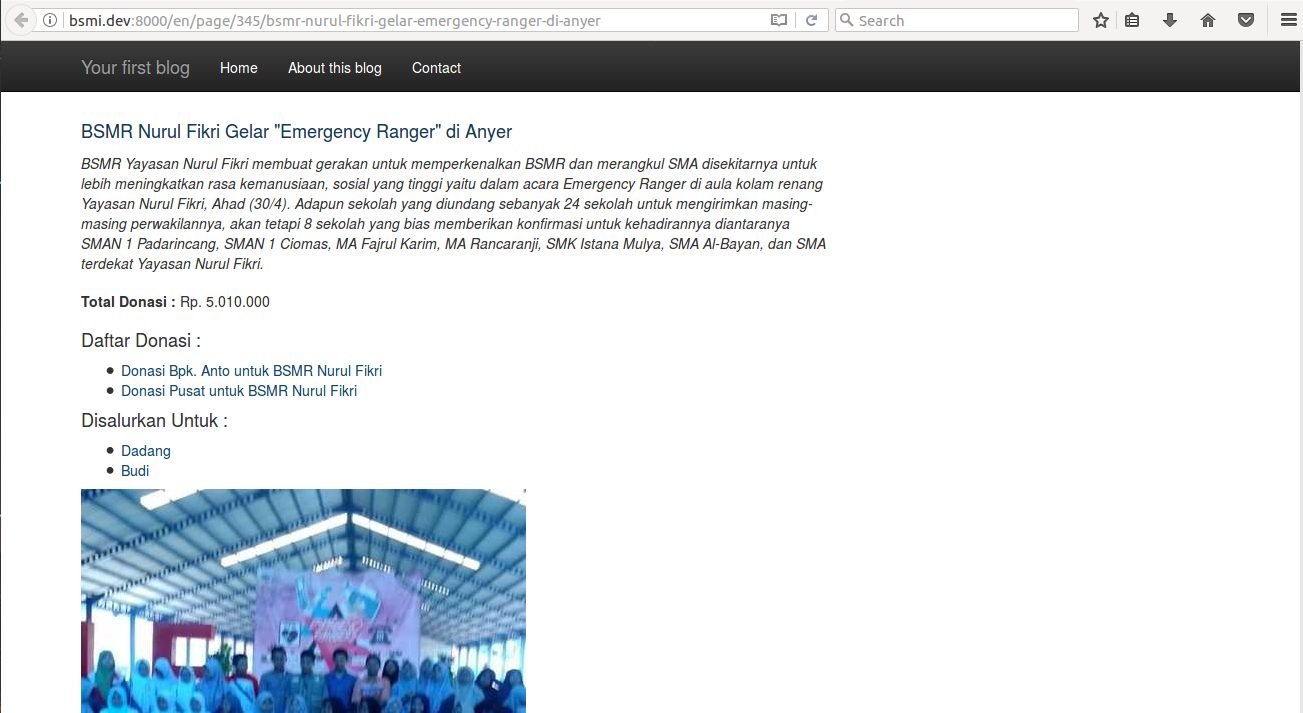 bsmi.dev:8000/en/page/345/bsmr-nurul-fikri-gelar-emergency-ranger-di-anyer
Search
Your first blog Home About this blog Contact
BSMR Nurul Fikri Gelar "Emergency Ranger" di Anyer
BSMR Yayasan Nurul Fikri membuat gerakan untuk memperkenalkan BSMR dan merangkul SMA disekitarnya untuk
lebih meningkatkan rasa kemanusiaan, sosial yang tinggi yaitu dalam acara Emergency Ranger di aula kolam renang
Yayasan Nurul Fikri, Ahad (30/4). Adapun sekolah yang diundang sebanyak 24 sekolah untuk mengirimkan masing-
masing perwakilannya, akan tetapi 8 sekolah yang bias memberikan konfirmasi untuk kehadirannya diantaranya
SMAN 1 Padarincang, SMAN 1 Ciomas, MA Fajrul Karim, MA Rancaranji, SMK Istana Mulya, SMA Al-Bayan, dan SMA
terdekat Yayasan Nurul Fikri.
Total Donasi : Rp. 5.010.000
Daftar Donasi :
Donasi Bpk. Anto untuk BSMR Nurul Fikri
Donasi Pusat untuk BSMR Nurul Fikri
Disalurkan Untuk :
Dadang
Budi